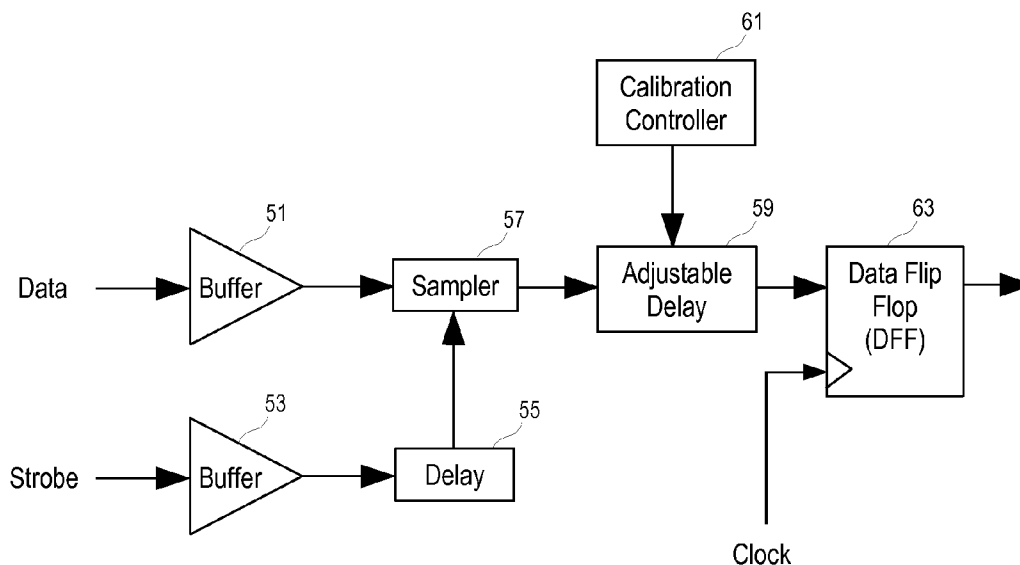 61
Calibration
Controller
51
57
59
63
Data
Buffer
Sampler
Adjustable
Delay
Data Flip
Flop
(DFF)
53
55
Strobe
Buffer
Delay
Clock